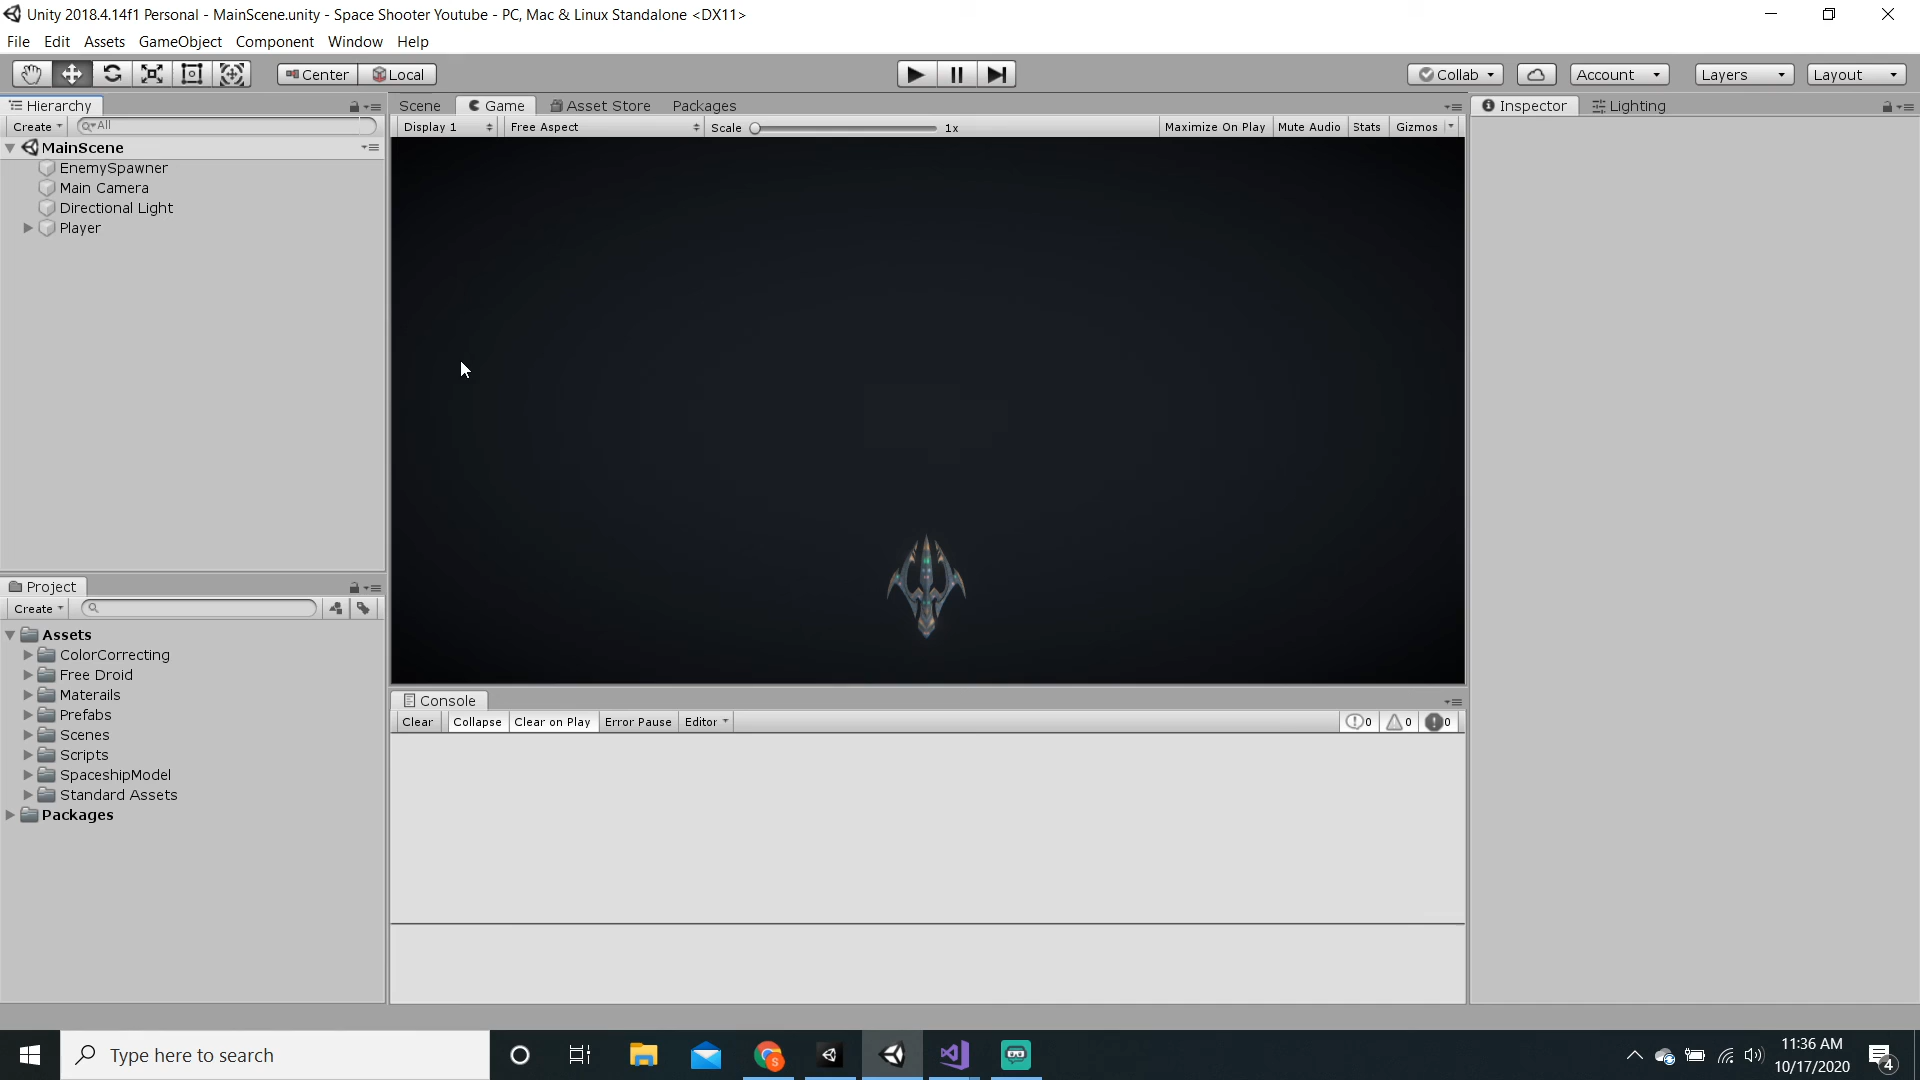 Unity 2018.4.14f1 Personal - MainScene.unity - Space Shooter Youtube - PC, Mac & Linux Standalone <DX11>
File Edit Assets GameObject Component Window Help
Center Local Collab Account Layers Layout
Hierarchy Scene Game Asset Store Packages Inspector Lighting
Create All Display 1 Free Aspect Scale 1x Maximize On Play Mute Audio Stats Gizmos
MainScene
EnemySpawner
Main Camera
Directional Light
Player
Project
Create
Assets
ColorCorrecting
Free Droid
Materails
Prefabs
Scenes
Scripts
SpaceshipModel
Standard Assets
Packages
Console
Clear Collapse Clear on Play Error Pause Editor 0 0 0
Type here to search
S
11:36 AM
10/17/2020
4